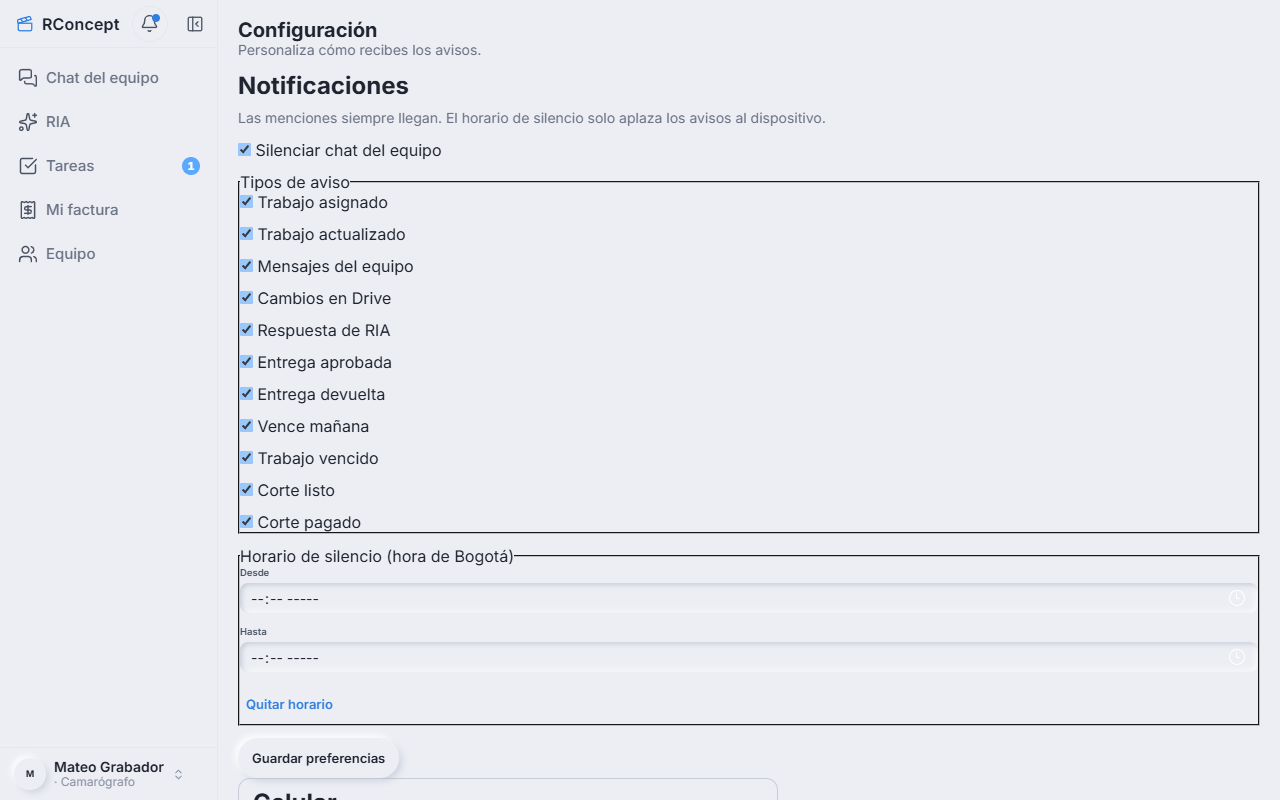 RConcept
Chat del equipo
RIA
Tareas
1
Mi factura
Equipo
M
Mateo Grabador
· Camarógrafo
Configuración
Personaliza cómo recibes los avisos.
Notificaciones
Las menciones siempre llegan. El horario de silencio solo aplaza los avisos al dispositivo.
Silenciar chat del equipo
Tipos de aviso
Trabajo asignado
Trabajo actualizado
Mensajes del equipo
Cambios en Drive
Respuesta de RIA
Entrega aprobada
Entrega devuelta
Vence mañana
Trabajo vencido
Corte listo
Corte pagado
Horario de silencio (hora de Bogotá)
Desde
--:-- -----
Hasta
--:-- -----
Quitar horario
Guardar preferencias
Celular